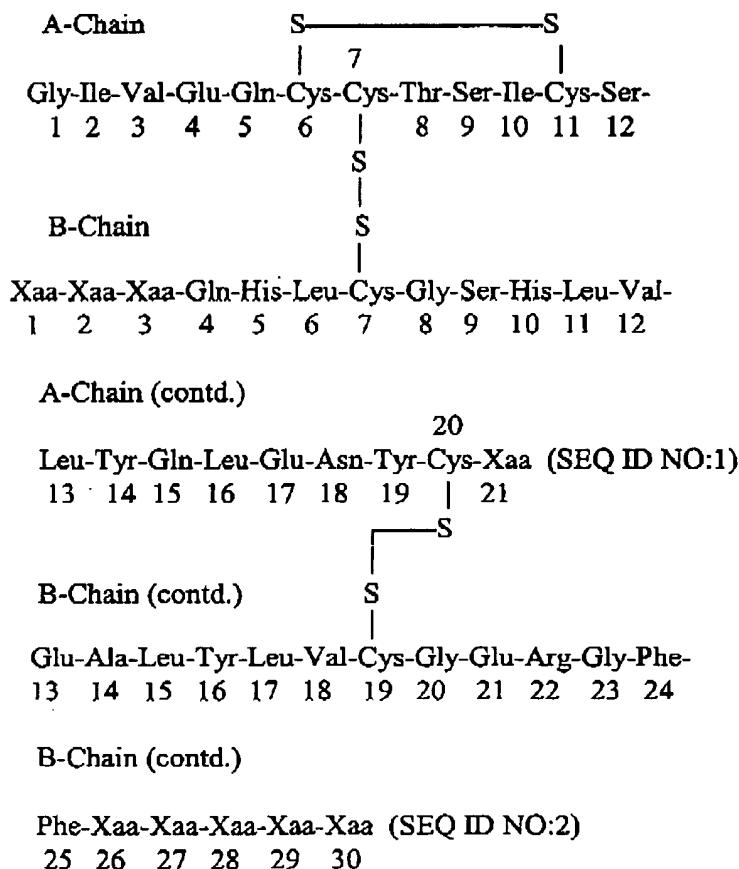 A-Chain S S
7
Gly-Ile-Val-Glu-Gln-Cys-Cys-Thr-Ser-Ile-Cys-Ser-
1 2 3 4 5 6 8 9 10 11 12
S
S
B-Chain
Xaa-Xaa-Xaa-Gln-His-Leu-Cys-Gly-Ser-His-Leu-Val-
1 2 3 4 5 6 7 8 9 10 11 12
A-Chain (contd.)
20
Leu-Tyr-Gln-Leu-Glu-Asn-Tyr-Cys-Xaa (SEQ ID NO:1)
13 14 15 16 17 18 19 21
S
S
B-Chain (contd.)
Glu-Ala-Leu-Tyr-Leu-Val-Cys-Gly-Glu-Arg-Gly-Phe-
13 14 15 16 17 18 19 20 21 22 23 24
B-Chain (contd.)
Phe-Xaa-Xaa-Xaa-Xaa-Xaa (SEQ ID NO:2)
25 26 27 28 29 30